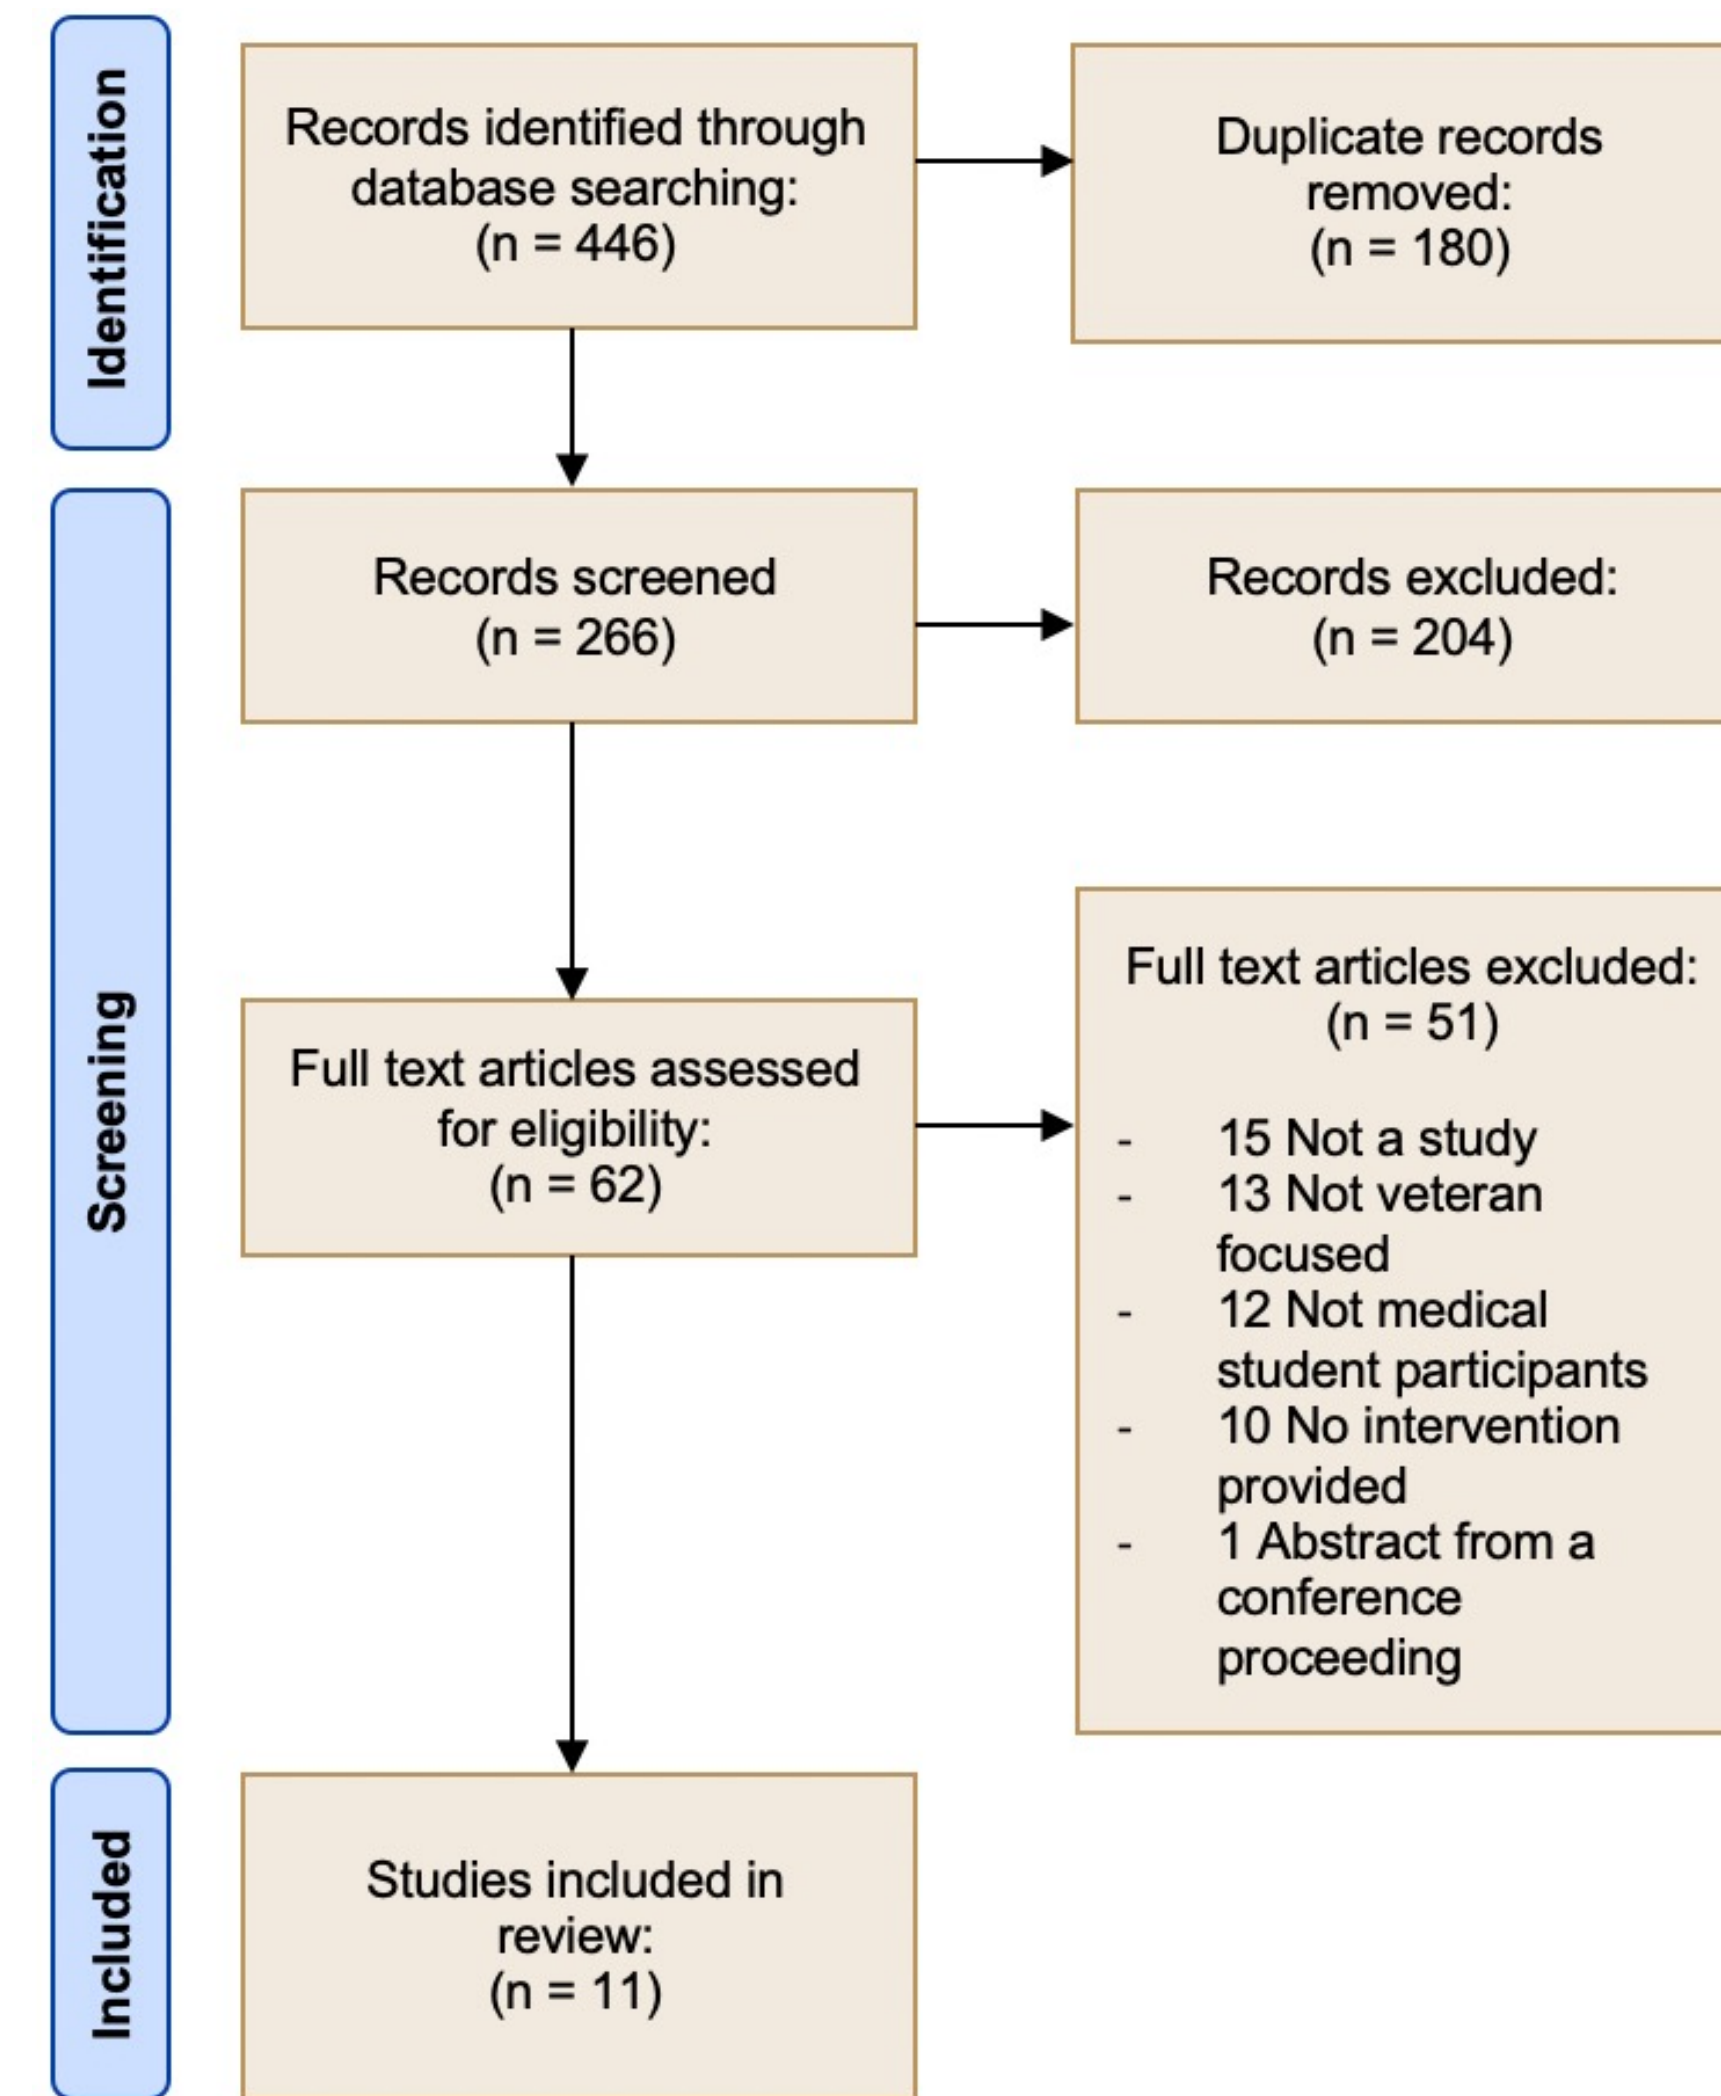 Identification
Records identified through
database searching:
(n = 446)
Duplicate records
removed:
(n = 180)
Screening
Records screened
(n = 266)
Records excluded:
(n = 204)
Full text articles assessed
for eligibility:
(n = 62)
Full text articles excluded:
(n = 51)
- 15 Not a study
- 13 Not veteran
focused
- 12 Not medical
student participants
- 10 No intervention
provided
- 1 Abstract from a
conference
proceeding
Included
Studies included in
review:
(n = 11)